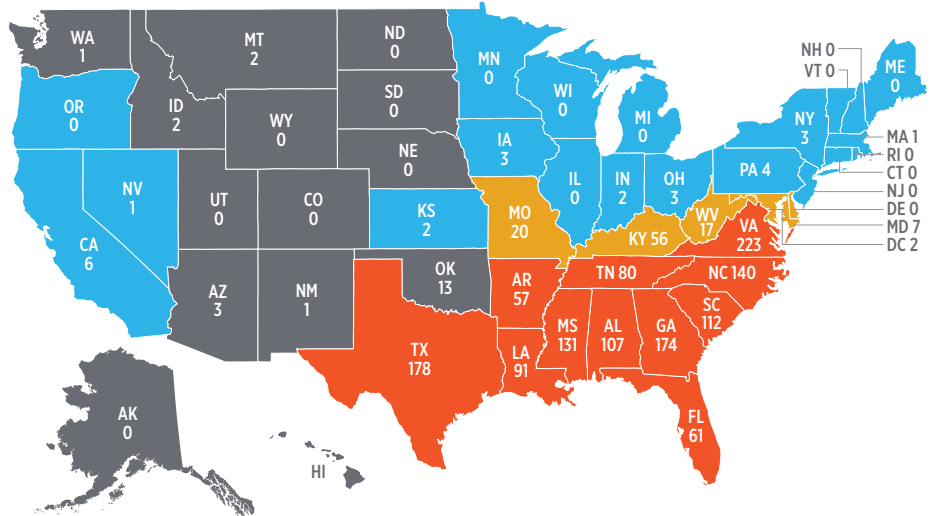 WA
1
MT
2
ND
0
MN
0
OR
0
ID
2
WY
0
SD
0
WI
0
MI
0
NH 0
VT 0
ME
0
NY
3
MA 1
RI 0
CT 0
NJ 0
DE 0
MD 7
DC 2
NV
1
UT
0
CO
0
NE
0
IA
3
IL
0
IN
2
OH
3
PA 4
CA
6
KS
2
MO
20
KY 56
WV
17
VA
223
AZ
3
NM
1
OK
13
AR
57
TN 80
NC 140
SC
112
TX
178
LA
91
MS
131
AL
107
GA
174
FL
61
AK
0
HI